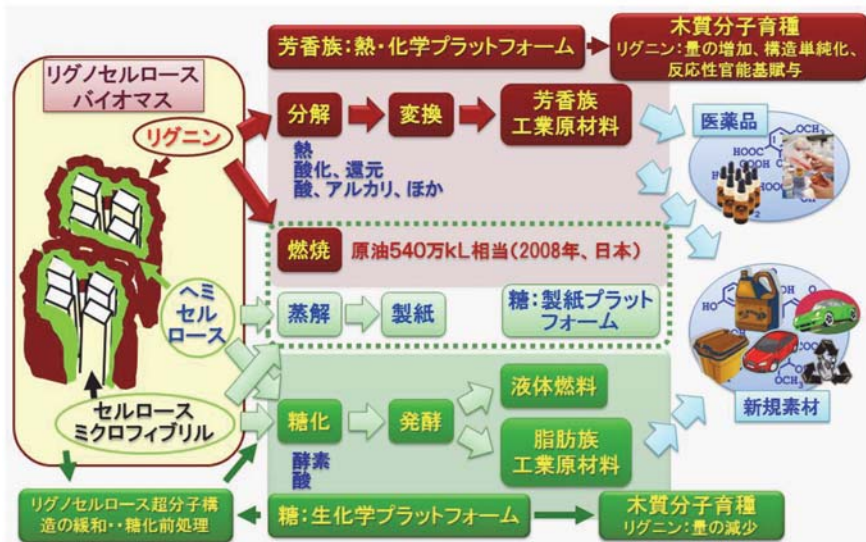 芳香族:熱・化学プラットフォーム
木質分子育種
リグニン:量の増加、構造単純化、
反応性官能基賦与
リグノセルロース
バイオマス
リグニン
分解
変換
芳香族
工業原材料
熱
酸化、還元
酸、アルカリ、ほか
医薬品
燃焼
原油540万kL相当(2008年、日本)
ヘミ
セル
ロース
蒸解
製紙
糖:製紙プラット
フォーム
セルロース
ミクロフィブリル
糖化
発酵
液体燃料
脂肪族
工業原材料
酵素
酸
新規素材
リグノセルロース超分子構
造の緩和・・糖化前処理
糖:生化学プラットフォーム
木質分子育種
リグニン:量の減少
OCH3
HOOC
HOOC
HO
OCH3